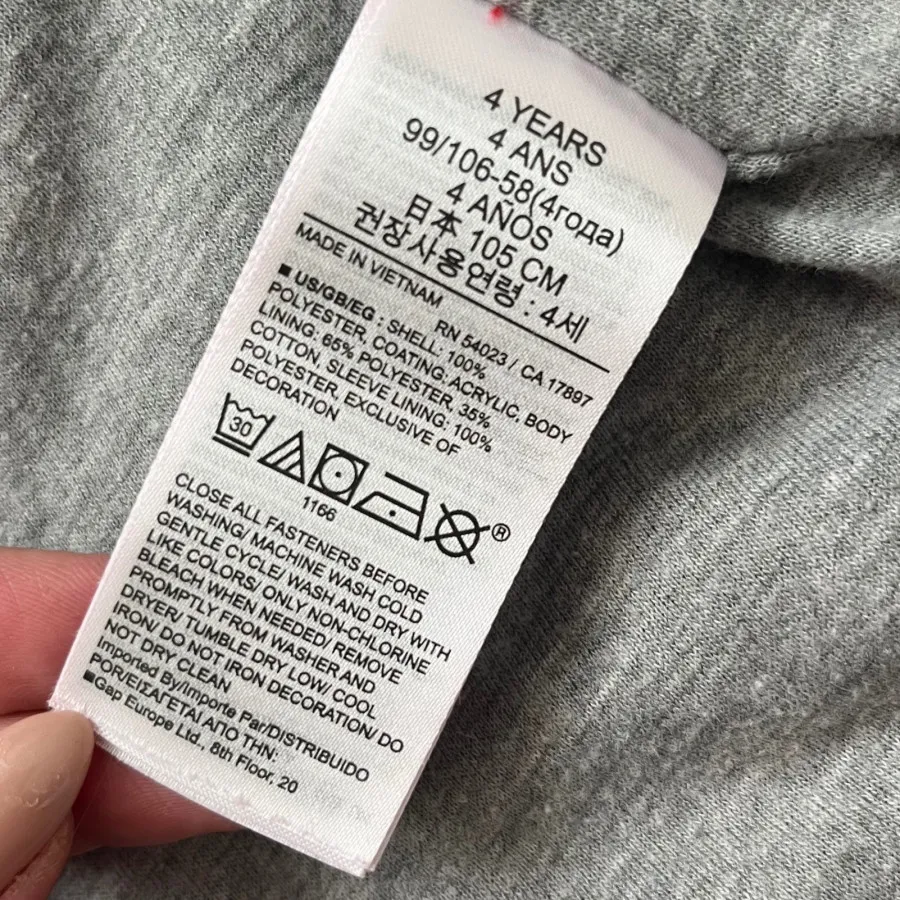 4 YEARS
4 ANS
99/106-58(4года)
4 AÑOS
日本 105 CM
권장사용연령 : 4세
MADE IN VIETNAM
RN 54023 / CA 17897
■ US/GB/EG : SHELL: 100%
POLYESTER, COATING: ACRYLIC, BODY
LINING: 65% POLYESTER, 35%
COTTON, SLEEVE LINING: 100%
POLYESTER, EXCLUSIVE OF
DECORATION
30
®
1166
CLOSE ALL FASTENERS BEFORE
WASHING/ MACHINE WASH COLD
GENTLE CYCLE/ WASH AND DRY WITH
LIKE COLORS/ ONLY NON-CHLORINE
BLEACH WHEN NEEDED/ REMOVE
PROMPTLY FROM WASHER AND
DRYER/ TUMBLE DRY LOW/ COOL
IRON/ DO NOT IRON DECORATION/ DO
NOT DRY CLEAN
Imported By/Importe Par/DISTRIBUIDO
POR/ΕΙΣΑΓΕΤΑΙ ΑΠΟ ΤΗΝ:
■Gap Europe Ltd., 8th Floor, 20